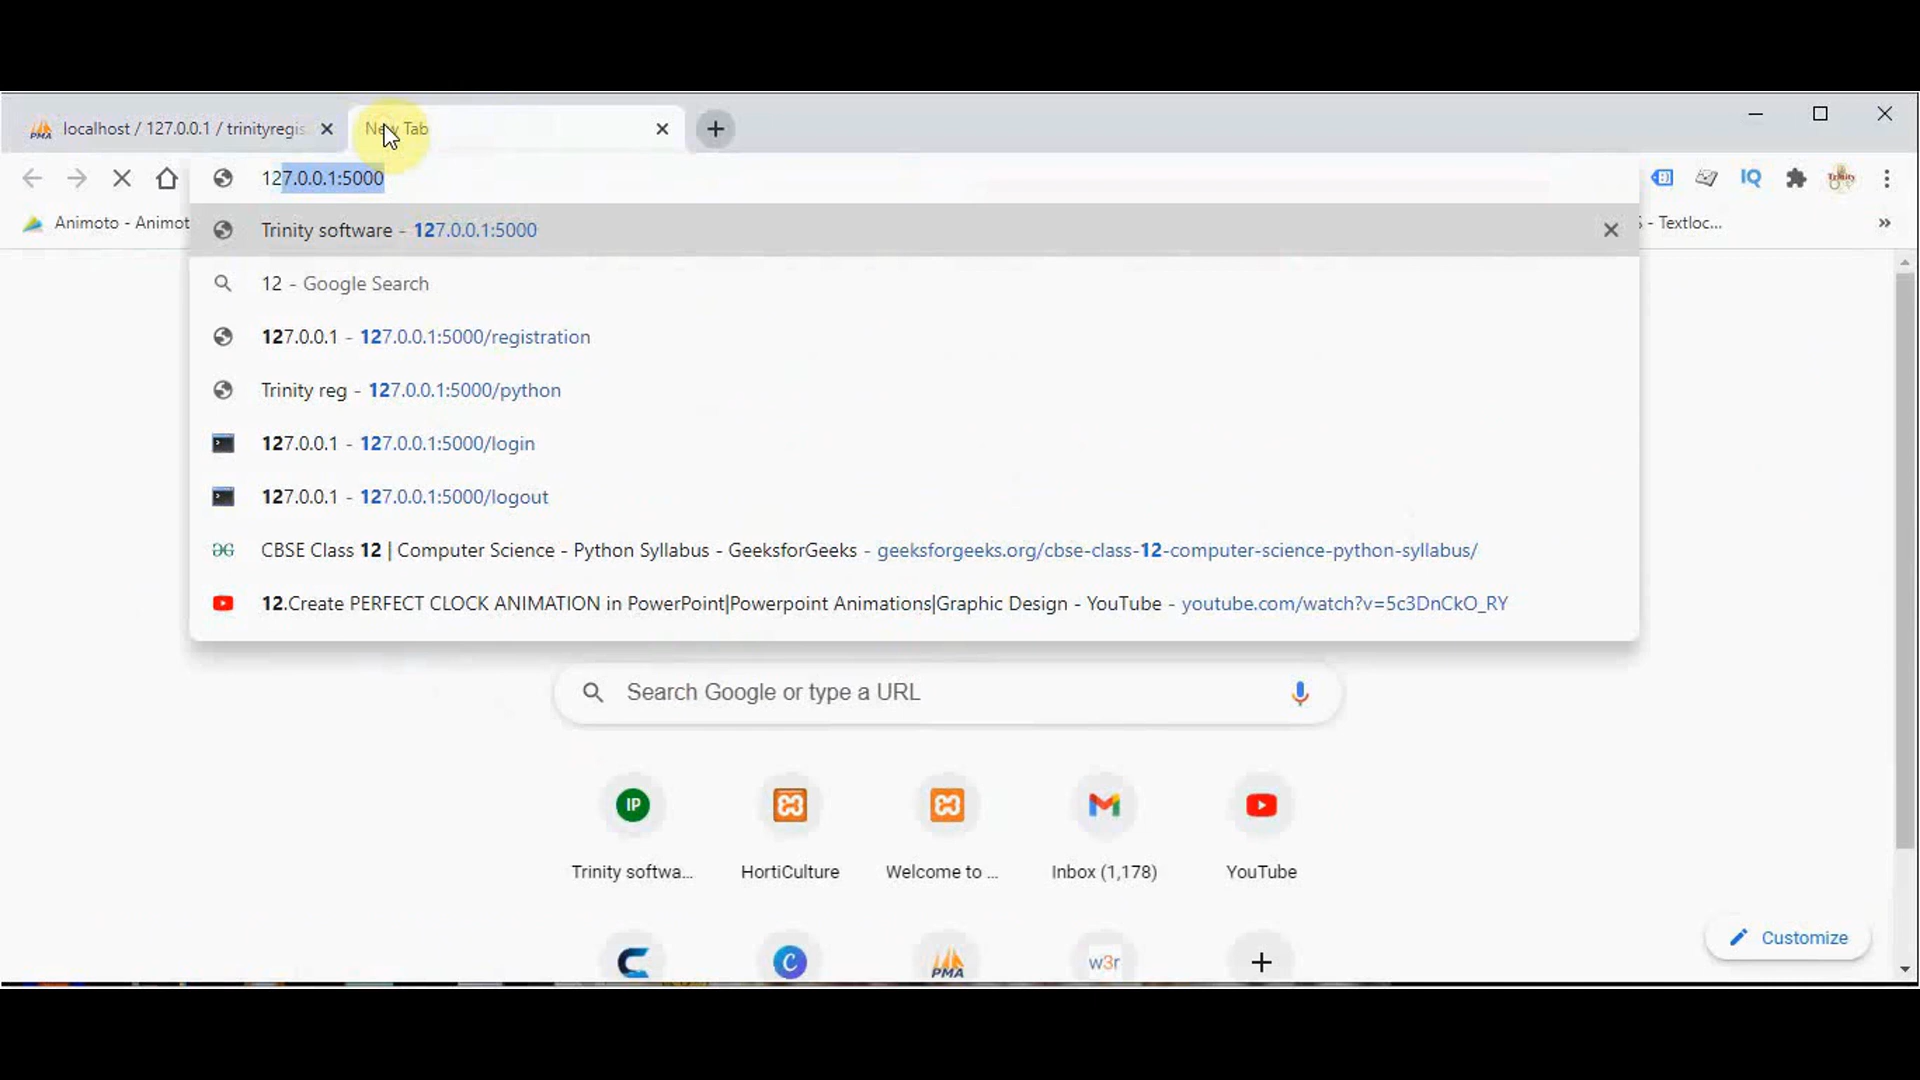 localhost / 127.0.0.1 / trinityregis
New Tab
127.0.0.1:5000
IQ
Animoto - Animot
- Textloc...
Trinity software - 127.0.0.1:5000
12 - Google Search
127.0.0.1 - 127.0.0.1:5000/registration
Trinity reg - 127.0.0.1:5000/python
127.0.0.1 - 127.0.0.1:5000/login
127.0.0.1 - 127.0.0.1:5000/logout
CBSE Class 12 | Computer Science - Python Syllabus - GeeksforGeeks - geeksforgeeks.org/cbse-class-12-computer-science-python-syllabus/
12.Create PERFECT CLOCK ANIMATION in PowerPoint|Powerpoint Animations|Graphic Design - YouTube - youtube.com/watch?v=5c3DnCkO_RY
Search Google or type a URL
IP
Trinity softwa...
HortiCulture
Welcome to ...
Inbox (1,178)
YouTube
PMA
w3r
Customize